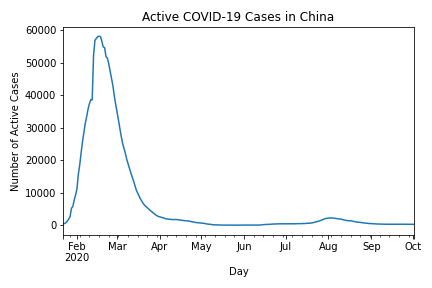 Active COVID-19 Cases in China
Number of Active Cases
60000
50000
40000
30000
20000
10000
0
Feb Mar Apr May Jun Jul Aug Sep Oct
2020
Day